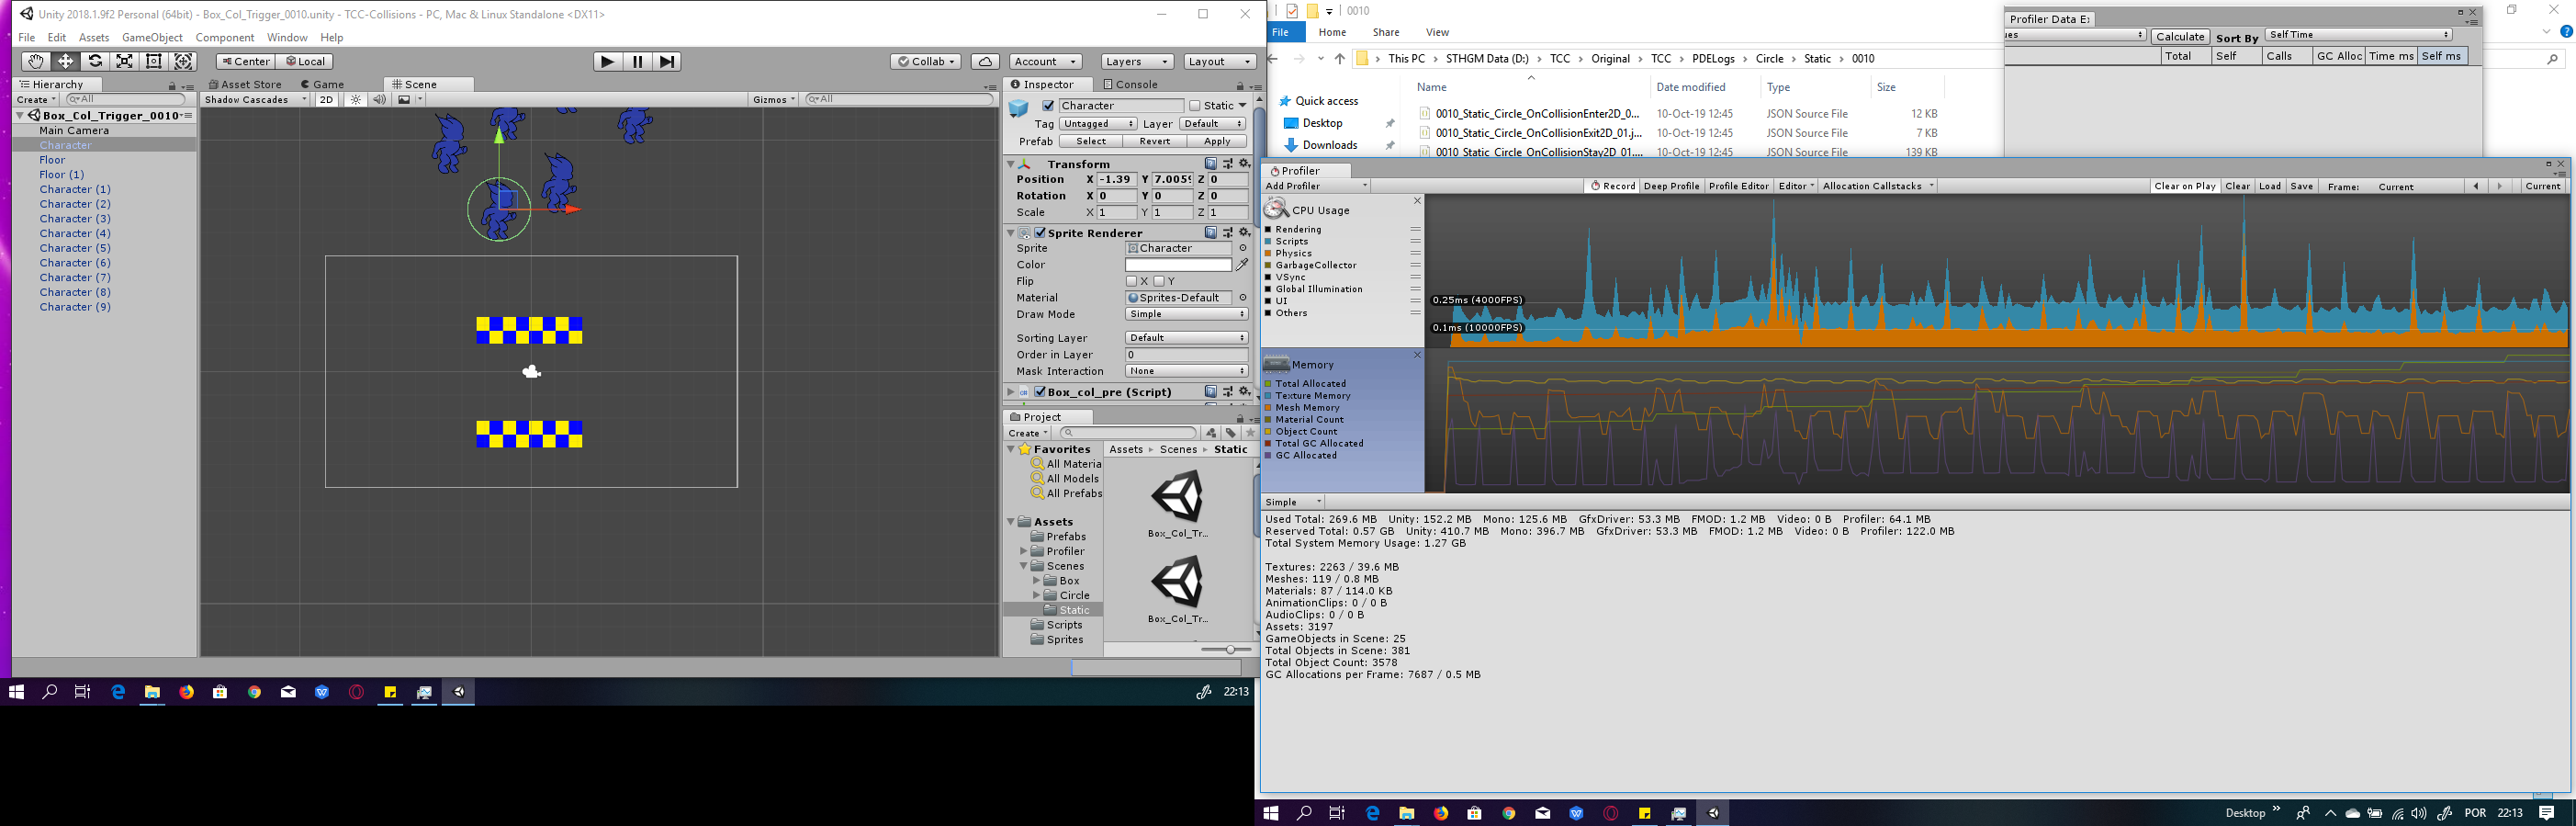 Unity 2018.1.9f2 Personal (64bit) - Box_Col_Trigger_0010.unity - TCC-Collisions - PC, Mac & Linux Standalone <DX11>
File Edit Assets GameObject Component Window Help
Center Local
Collab Account Layers Layout
Hierarchy
Create All
Box_Col_Trigger_0010
Main Camera
Character
Floor
Floor (1)
Character (1)
Character (2)
Character (3)
Character (4)
Character (5)
Character (6)
Character (7)
Character (8)
Character (9)
Asset Store Game Scene
Shadow Cascades 2D Gizmos All
Inspector Console
Character Static
Tag Untagged Layer Default
Prefab Select Revert Apply
Transform
Position X -1.39 Y 7.0059 Z 0
Rotation X 0 Y 0 Z 0
Scale X 1 Y 1 Z 1
Sprite Renderer
Sprite Character
Color
Flip X Y
Material Sprites-Default
Draw Mode Simple
Sorting Layer Default
Order in Layer 0
Mask Interaction None
Box_col_pre (Script)
Project
Create
Favorites
All Materia
All Models
All Prefabs
Assets
Prefabs
Profiler
Scenes
Box
Circle
Static
Scripts
Sprites
Assets Scenes Static
Box_Col_Tr...
Box_Col_Tr...
22:13
0010
File Home Share View
This PC STHGM Data (D:) TCC Original TCC PDELogs Circle Static 0010
Name Date modified Type Size
Quick access
Desktop
Downloads
0010_Static_Circle_OnCollisionEnter2D_0... 10-Oct-19 12:45 JSON Source File 12 KB
0010_Static_Circle_OnCollisionExit2D_01.j... 10-Oct-19 12:45 JSON Source File 7 KB
0010_Static_Circle_OnCollisionStay2D_01.... 10-Oct-19 12:45 JSON Source File 139 KB
Profiler Data E
ues Calculate Sort By Self Time
Total Self Calls GC Alloc Time ms Self ms
Profiler
Add Profiler Record Deep Profile Profile Editor Editor Allocation Callstacks Clear on Play Clear Load Save Frame: Current Current
CPU Usage
Rendering
Scripts
Physics
GarbageCollector
VSync
Global Illumination
UI
Others
0.25ms (4000FPS)
0.1ms (10000FPS)
Memory
Total Allocated
Texture Memory
Mesh Memory
Material Count
Object Count
Total GC Allocated
GC Allocated
Simple
Used Total: 269.6 MB Unity: 152.2 MB Mono: 125.6 MB GfxDriver: 53.3 MB FMOD: 1.2 MB Video: 0 B Profiler: 64.1 MB
Reserved Total: 0.57 GB Unity: 410.7 MB Mono: 396.7 MB GfxDriver: 53.3 MB FMOD: 1.2 MB Video: 0 B Profiler: 122.0 MB
Total System Memory Usage: 1.27 GB
Textures: 2263 / 39.6 MB
Meshes: 119 / 0.8 MB
Materials: 87 / 114.0 KB
AnimationClips: 0 / 0 B
AudioClips: 0 / 0 B
Assets: 3197
GameObjects in Scene: 25
Total Objects in Scene: 381
Total Object Count: 3578
GC Allocations per Frame: 7687 / 0.5 MB
Desktop POR 22:13